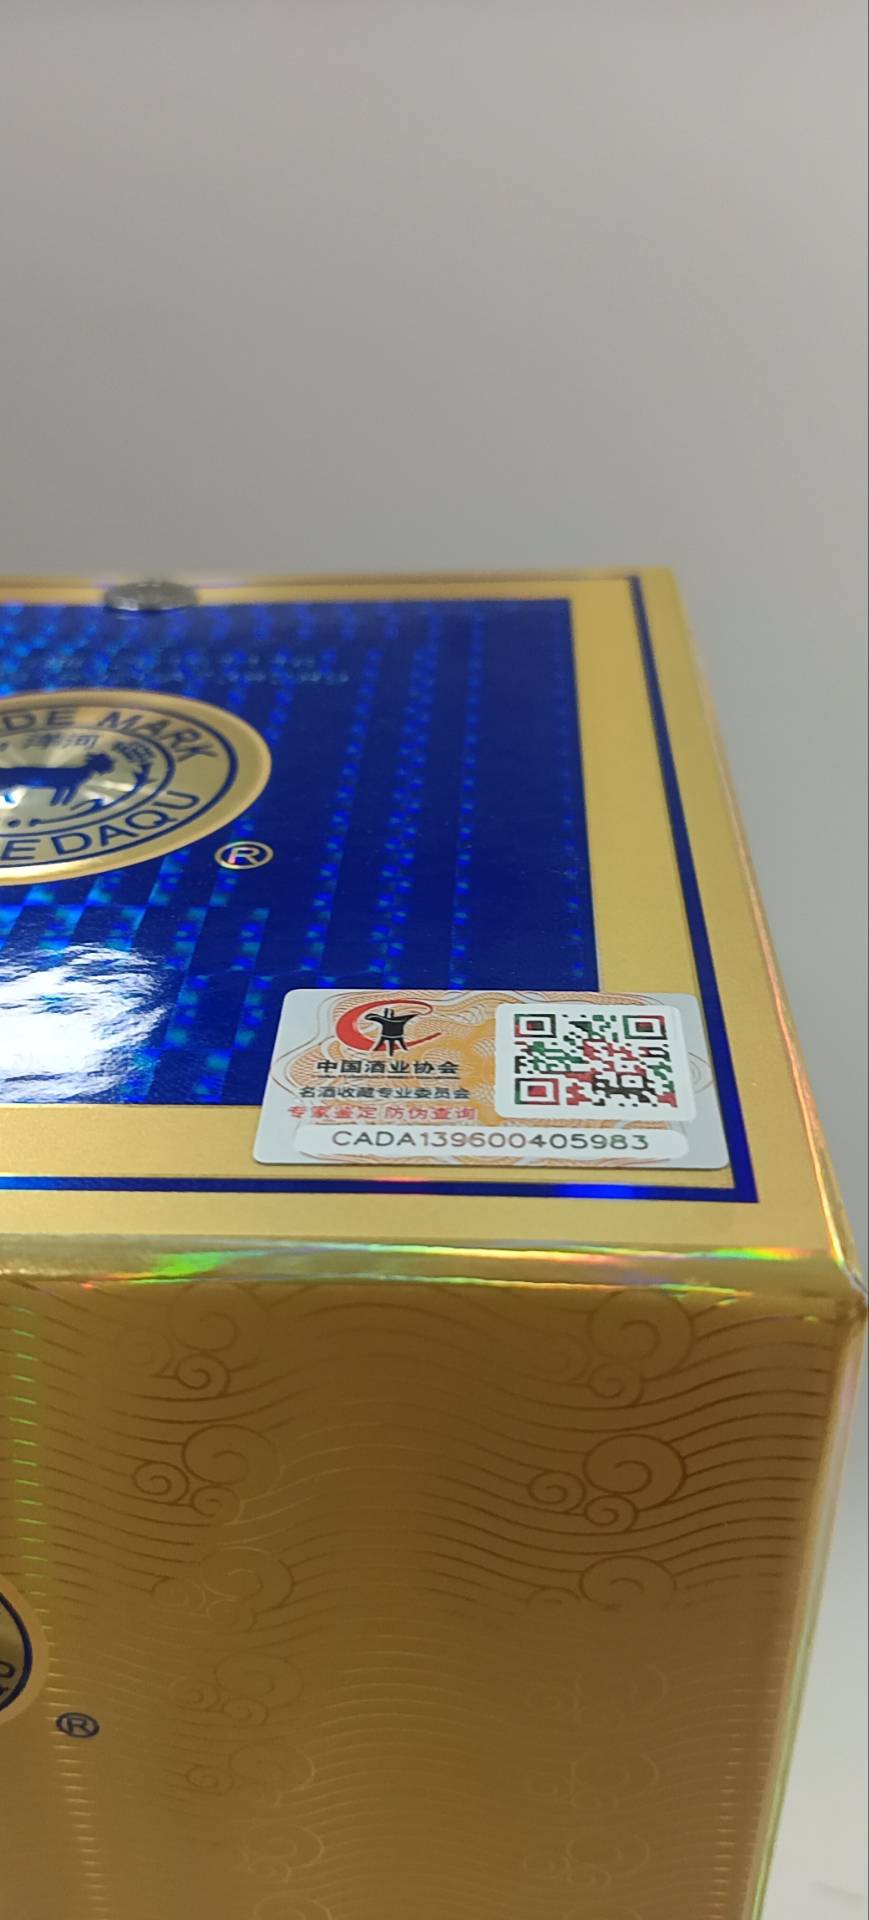 DE MARK
洋河
E DAQU
®
中国酒业协会
名酒收藏专业委员会
专家鉴定 防伪查询
CADA139600405983
®